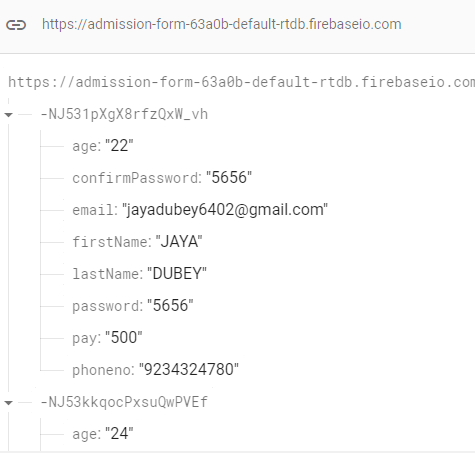 https://admission-form-63a0b-default-rtdb.firebaseio.com
https://admission-form-63a0b-default-rtdb.firebaseio.com
-NJ531pXgX8rfzQxW_vh
age: "22"
confirmPassword: "5656"
email: "jayadubey6402@gmail.com"
firstName: "JAYA"
lastName: "DUBEY"
password: "5656"
pay: "500"
phoneno: "9234324780"
-NJ53kkqocPxsuQwPVEf
age: "24"